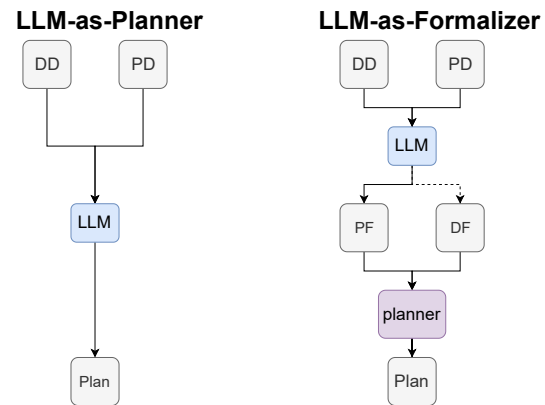 LLM-as-Planner
DD
PD
LLM
Plan
LLM-as-Formalizer
DD
PD
LLM
PF
DF
planner
Plan